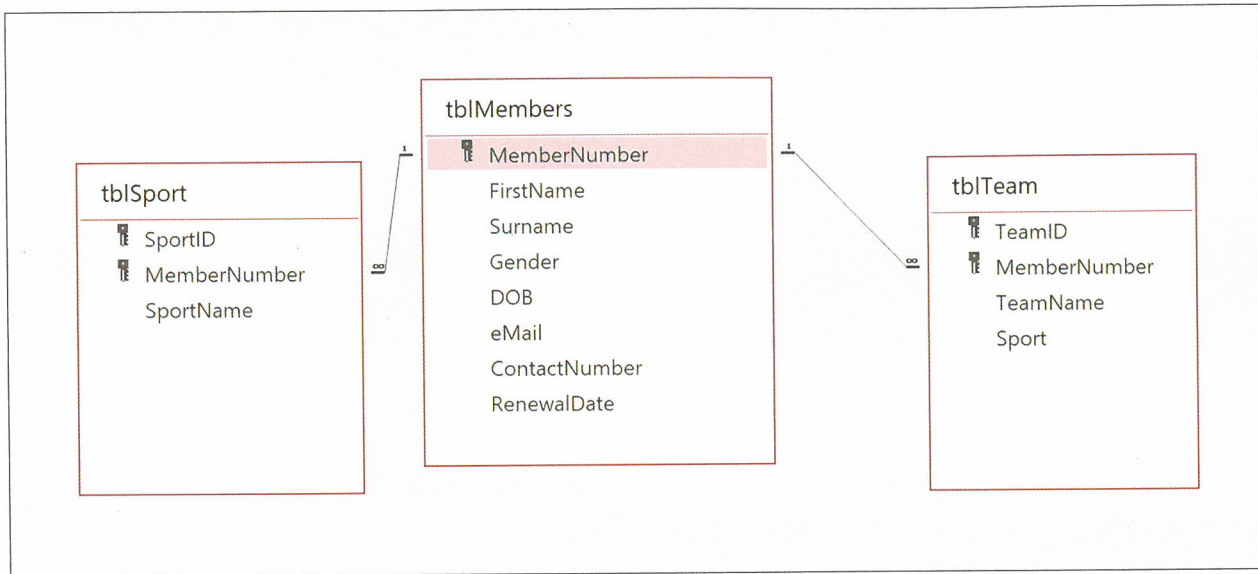 tblSport
SportID
MemberNumber
SportName
1
∞
tblMembers
MemberNumber
FirstName
Surname
Gender
DOB
eMail
ContactNumber
RenewalDate
1
∞
tblTeam
TeamID
MemberNumber
TeamName
Sport